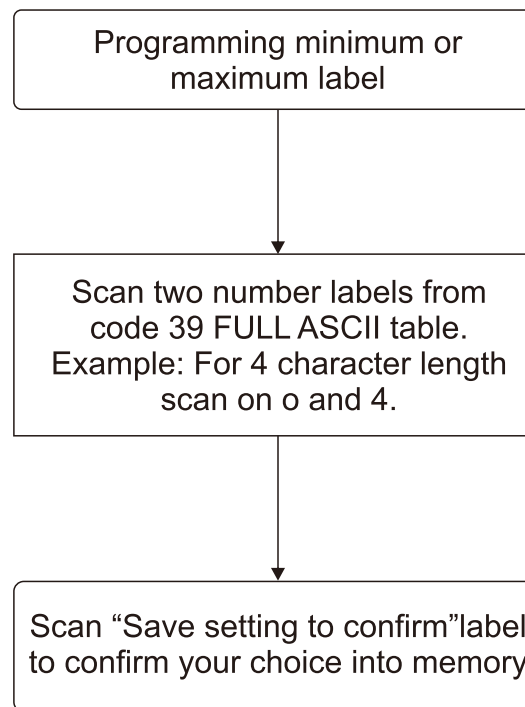 Programming minimum or
maximum label
Scan two number labels from
code 39 FULL ASCII table.
Example: For 4 character length
scan on o and 4.
Scan “Save setting to confirm”label
to confirm your choice into memory